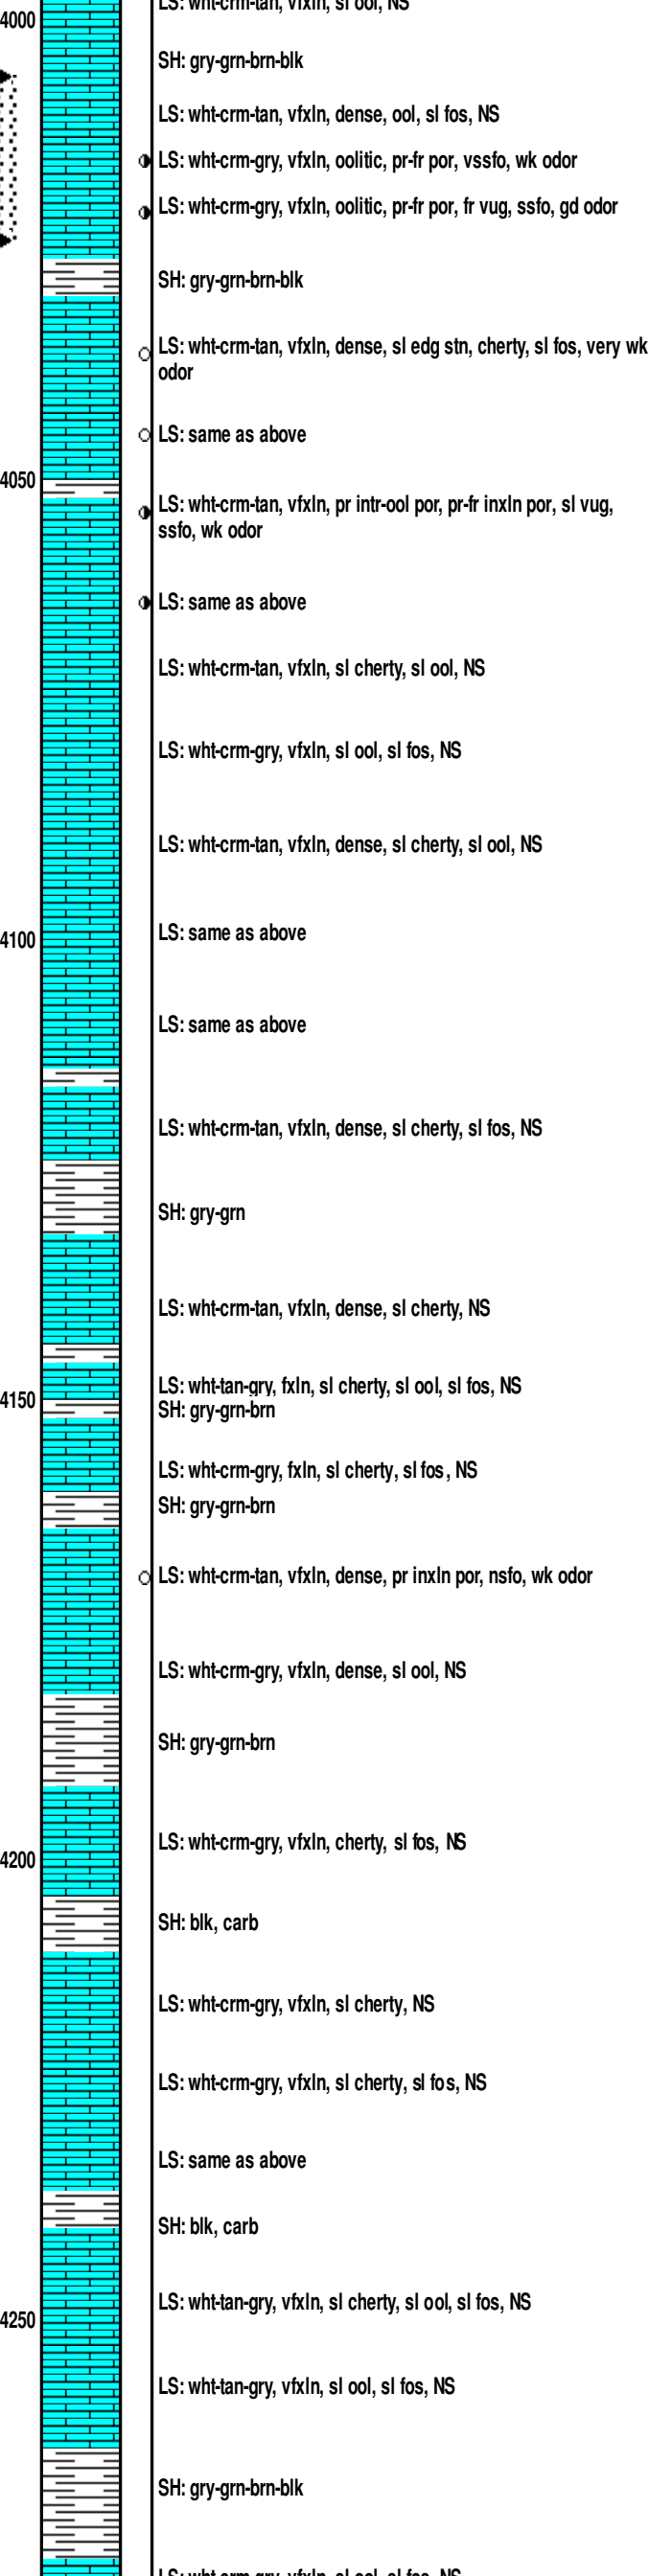 LS: wht-crm-tan, vfxln, sl ool, NS
4000
SH: gry-grn-brn-blk
LS: wht-crm-tan, vfxln, dense, ool, sl fos, NS
LS: wht-crm-gry, vfxln, oolitic, pr-fr por, vssfo, wk odor
LS: wht-crm-gry, vfxln, oolitic, pr-fr por, fr vug, ssfo, gd odor
SH: gry-grn-brn-blk
LS: wht-crm-tan, vfxln, dense, sl edg stn, cherty, sl fos, very wk
odor
LS: same as above
4050
LS: wht-crm-tan, vfxln, pr intr-ool por, pr-fr inxln por, sl vug,
ssfo, wk odor
LS: same as above
LS: wht-crm-tan, vfxln, sl cherty, sl ool, NS
LS: wht-crm-gry, vfxln, sl ool, sl fos, NS
LS: wht-crm-tan, vfxln, dense, sl cherty, sl ool, NS
LS: same as above
4100
LS: same as above
LS: wht-crm-tan, vfxln, dense, sl cherty, sl fos, NS
SH: gry-grn
LS: wht-crm-tan, vfxln, dense, sl cherty, NS
LS: wht-tan-gry, fxln, sl cherty, sl ool, sl fos, NS
4150
SH: gry-grn-brn
LS: wht-crm-gry, fxln, sl cherty, sl fos, NS
SH: gry-grn-brn
LS: wht-crm-tan, vfxln, dense, pr inxln por, nsfo, wk odor
LS: wht-crm-gry, vfxln, dense, sl ool, NS
SH: gry-grn-brn
LS: wht-crm-gry, vfxln, cherty, sl fos, NS
4200
SH: blk, carb
LS: wht-crm-gry, vfxln, sl cherty, NS
LS: wht-crm-gry, vfxln, sl cherty, sl fos, NS
LS: same as above
SH: blk, carb
LS: wht-tan-gry, vfxln, sl cherty, sl ool, sl fos, NS
4250
LS: wht-tan-gry, vfxln, sl ool, sl fos, NS
SH: gry-grn-brn-blk
LS: wht-crm-gry, vfxln, sl ool, sl fos, NS